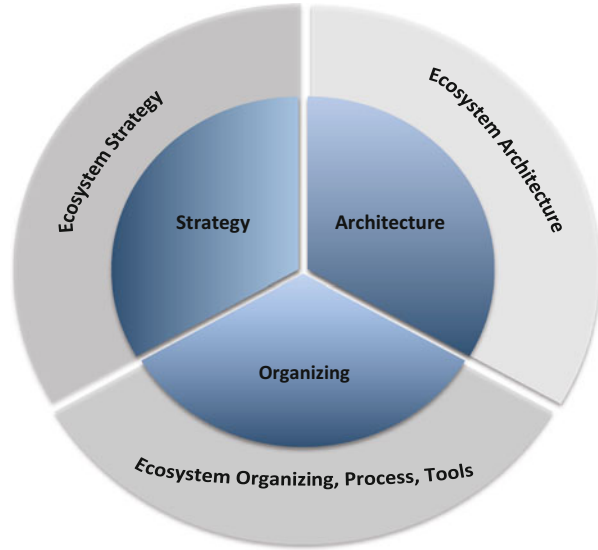 Ecosystem Strategy
Ecosystem Architecture
Strategy
Architecture
Organizing
Ecosystem Organizing, Process, Tools